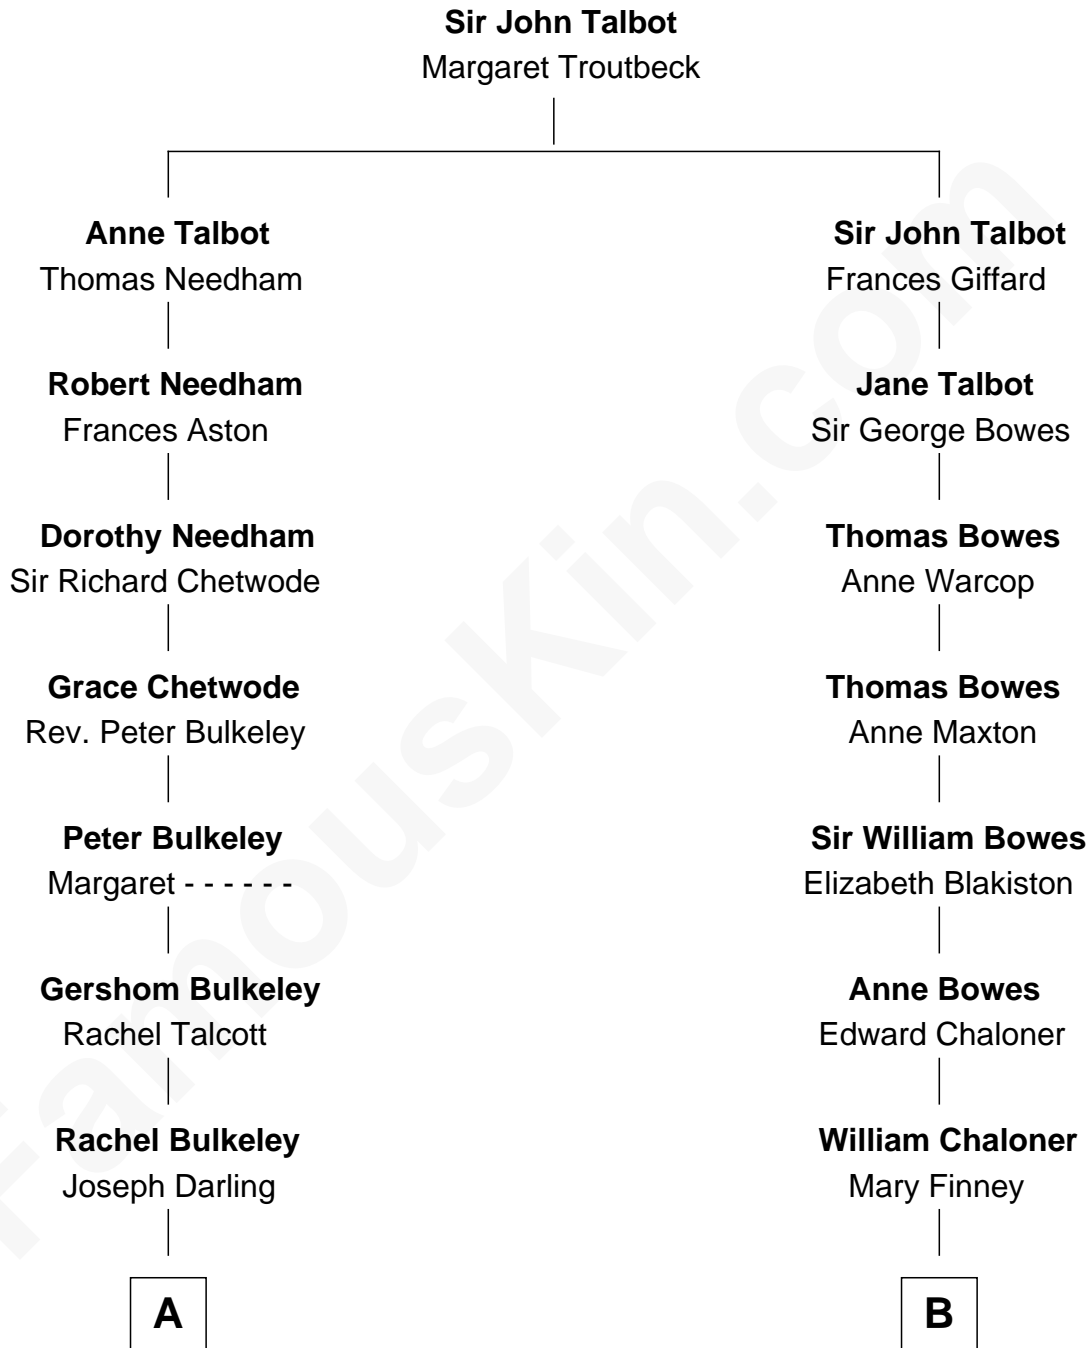 Sir John Talbot
Margaret Troutbeck
Anne Talbot
Thomas Needham
Sir John Talbot
Frances Giffard
Robert Needham
Frances Aston
Jane Talbot
Sir George Bowes
Dorothy Needham
Sir Richard Chetwode
Thomas Bowes
Anne Warcop
Grace Chetwode
Rev. Peter Bulkeley
Thomas Bowes
Anne Maxton
Peter Bulkeley
Margaret - - - - - -
Sir William Bowes
Elizabeth Blakiston
Gershom Bulkeley
Rachel Talcott
Anne Bowes
Edward Chaloner
Rachel Bulkeley
Joseph Darling
William Chaloner
Mary Finney
A
B
FamousKin.com